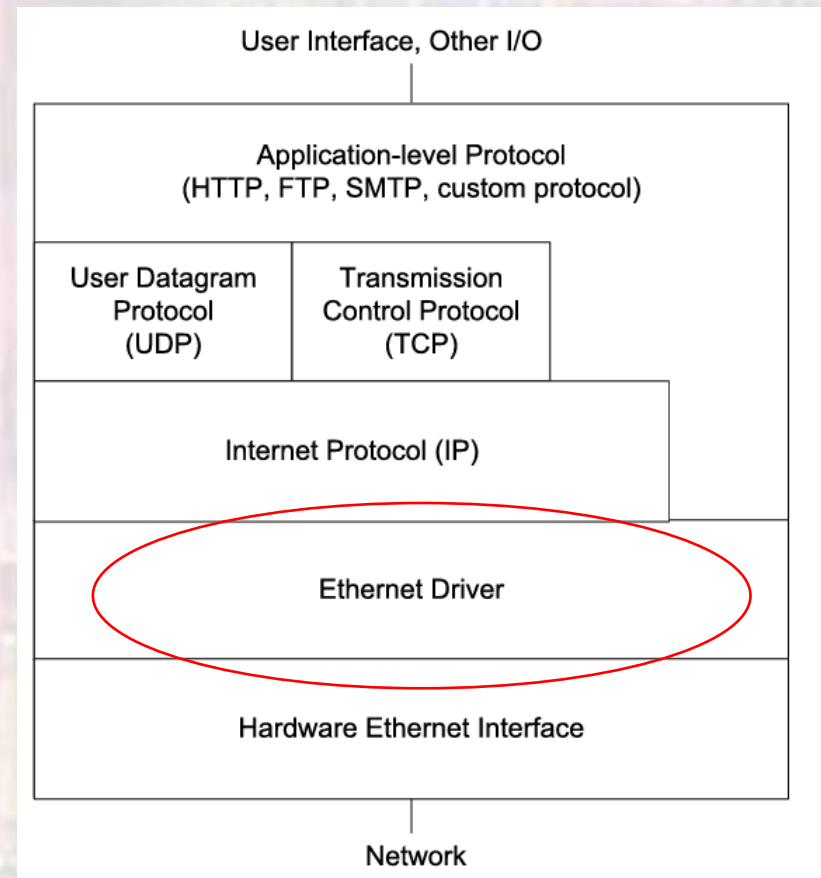 User Interface, Other I/O
Application-level Protocol
(HTTP, FTP, SMTP, custom protocol)
User Datagram
Protocol
(UDP)
Transmission
Control Protocol
(TCP)
Internet Protocol (IP)
Ethernet Driver
Hardware Ethernet Interface
Network